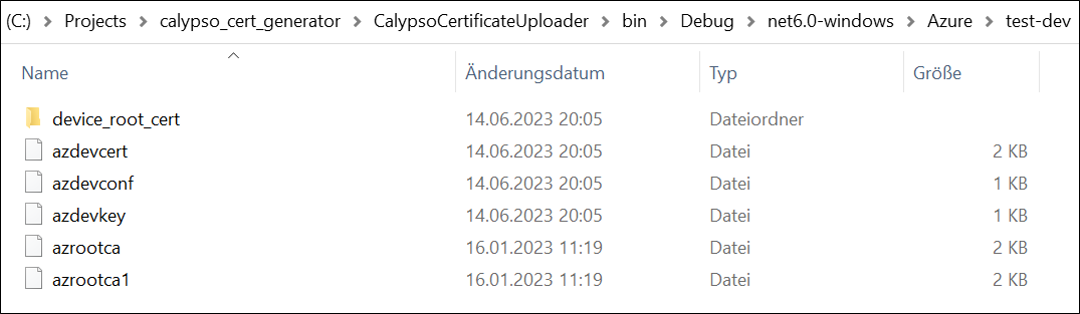 (C:) > Projects > calypso_cert_generator > CalypsoCertificateUploader > bin > Debug > net6.0-windows > Azure > test-dev
Name Änderungsdatum Typ Größe
device_root_cert 14.06.2023 20:05 Dateiordner
azdevcert 14.06.2023 20:05 Datei 2 KB
azdevconf 14.06.2023 20:05 Datei 1 KB
azdevkey 14.06.2023 20:05 Datei 1 KB
azrootca 16.01.2023 11:19 Datei 2 KB
azrootca1 16.01.2023 11:19 Datei 2 KB